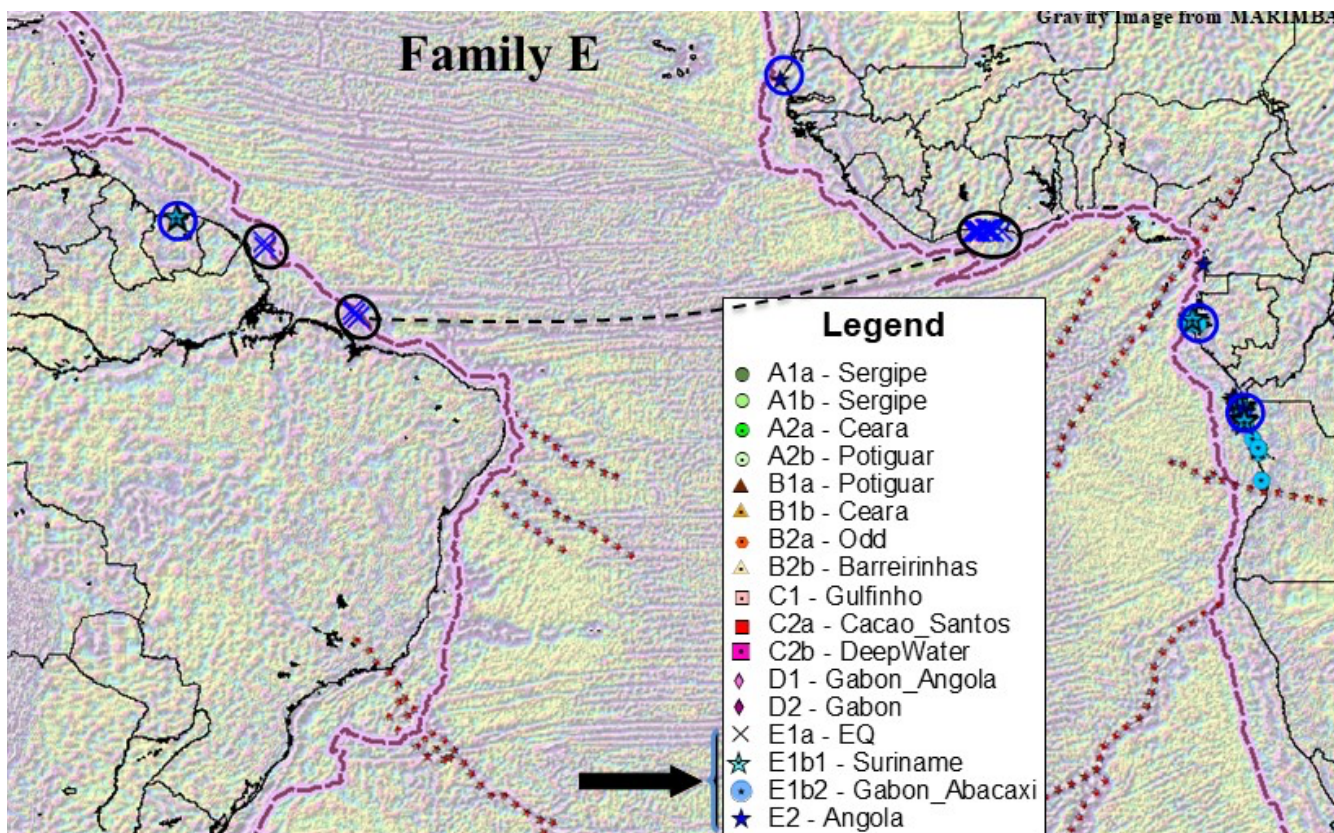 Gravity Image from MARIMBA
Family E
Legend
A1a - Sergipe
A1b - Sergipe
A2a - Ceara
A2b - Potiguar
B1a - Potiguar
B1b - Ceara
B2a - Odd
B2b - Barreirinhas
C1 - Gulfinho
C2a - Cacao_Santos
C2b - DeepWater
D1 - Gabon_Angola
D2 - Gabon
E1a - EQ
E1b1 - Suriname
E1b2 - Gabon_Abacaxi
E2 - Angola